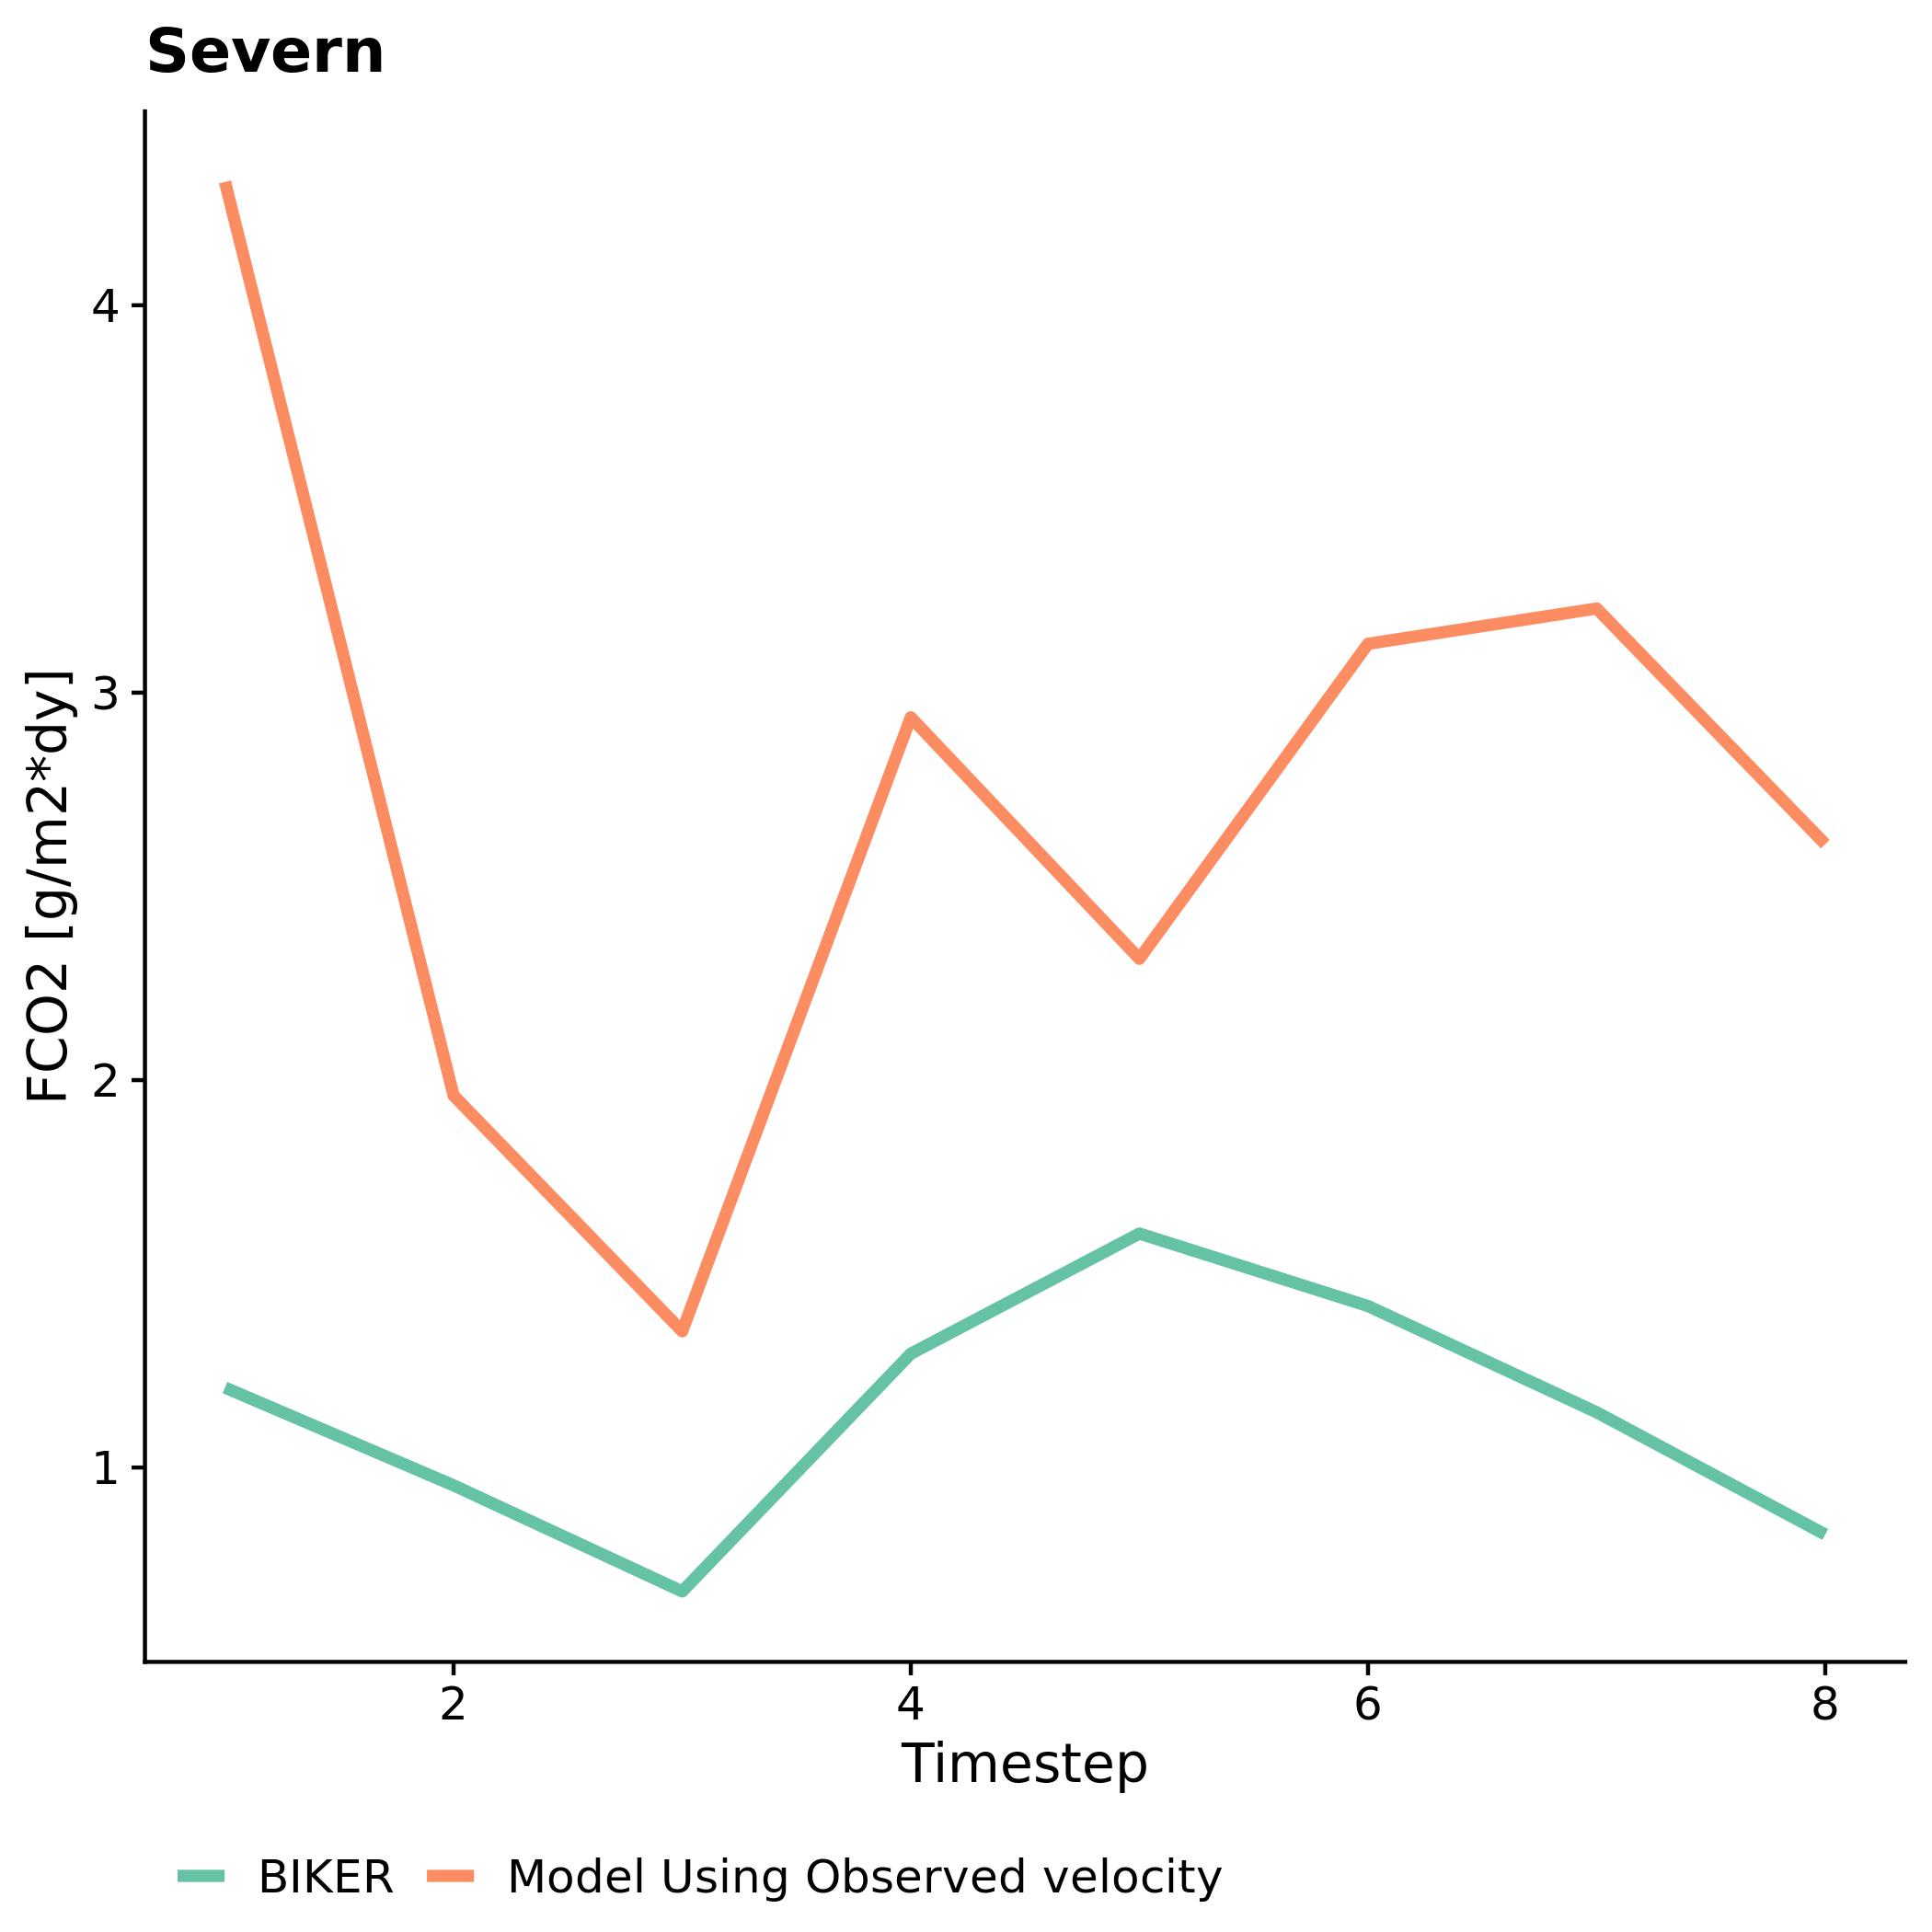 Severn
4
3
2
1
FCO2 [g/m2*dy]
2 4 6 8
Timestep
BIKER Model Using Observed velocity